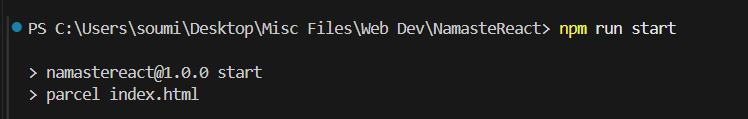 PS C:\Users\soumi\Desktop\Misc Files\Web Dev\NamasteReact> npm run start
> namastereact@1.0.0 start
> parcel index.html